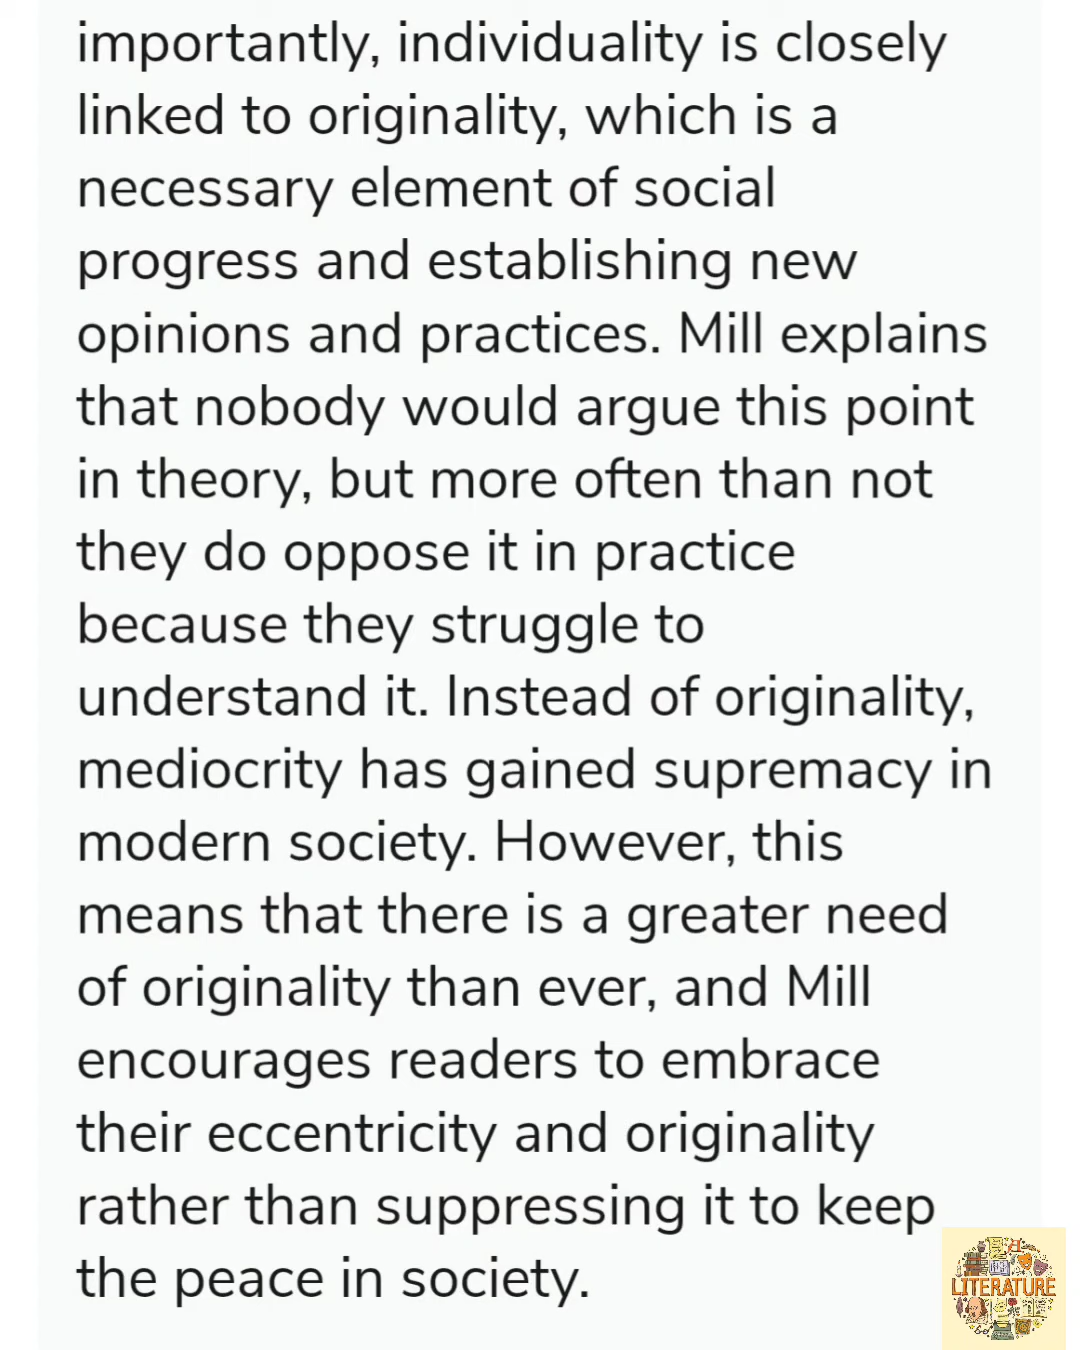 importantly, individuality is closely
linked to originality, which is a
necessary element of social
progress and establishing new
opinions and practices. Mill explains
that nobody would argue this point
in theory, but more often than not
they do oppose it in practice
because they struggle to
understand it. Instead of originality,
mediocrity has gained supremacy in
modern society. However, this
means that there is a greater need
of originality than ever, and Mill
encourages readers to embrace
their eccentricity and originality
rather than suppressing it to keep
the peace in society.
LITERATURE